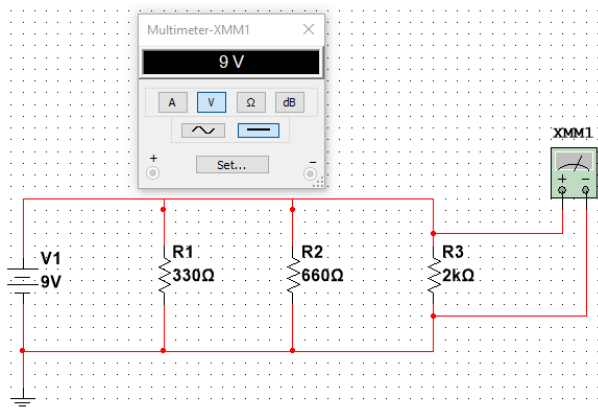 Multimeter-XMM1 ×
9 V
A V Ω dB
+ Set... −
XMM1
+ −
V1
9V
R1
330Ω
R2
660Ω
R3
2kΩ